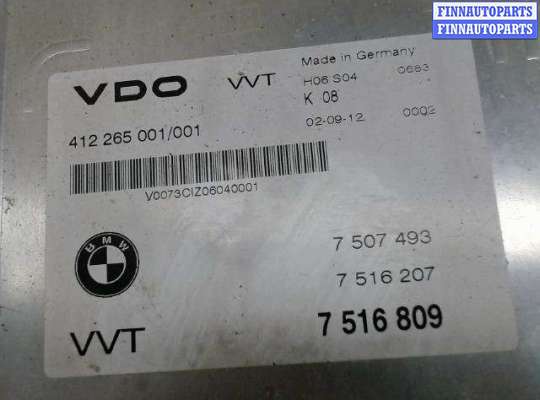 FINNAUTOPARTS
FINNAUTOPARTS
VDO VVT
Made in Germany
H06 S04 0683
K 08
02-09-12 0002
412 265 001/001
V0073CIZ06040001
BMW
7 507 493
7 516 207
VVT 7 516 809